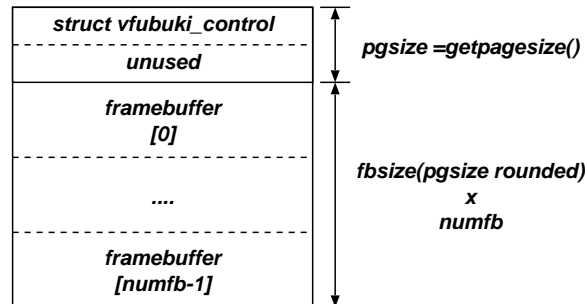 struct vfubuki_control
unused
pgsize =getpagesize()
framebuffer
[0]
....
framebuffer
[numfb-1]
fbsize(pgsize rounded)
x
numfb